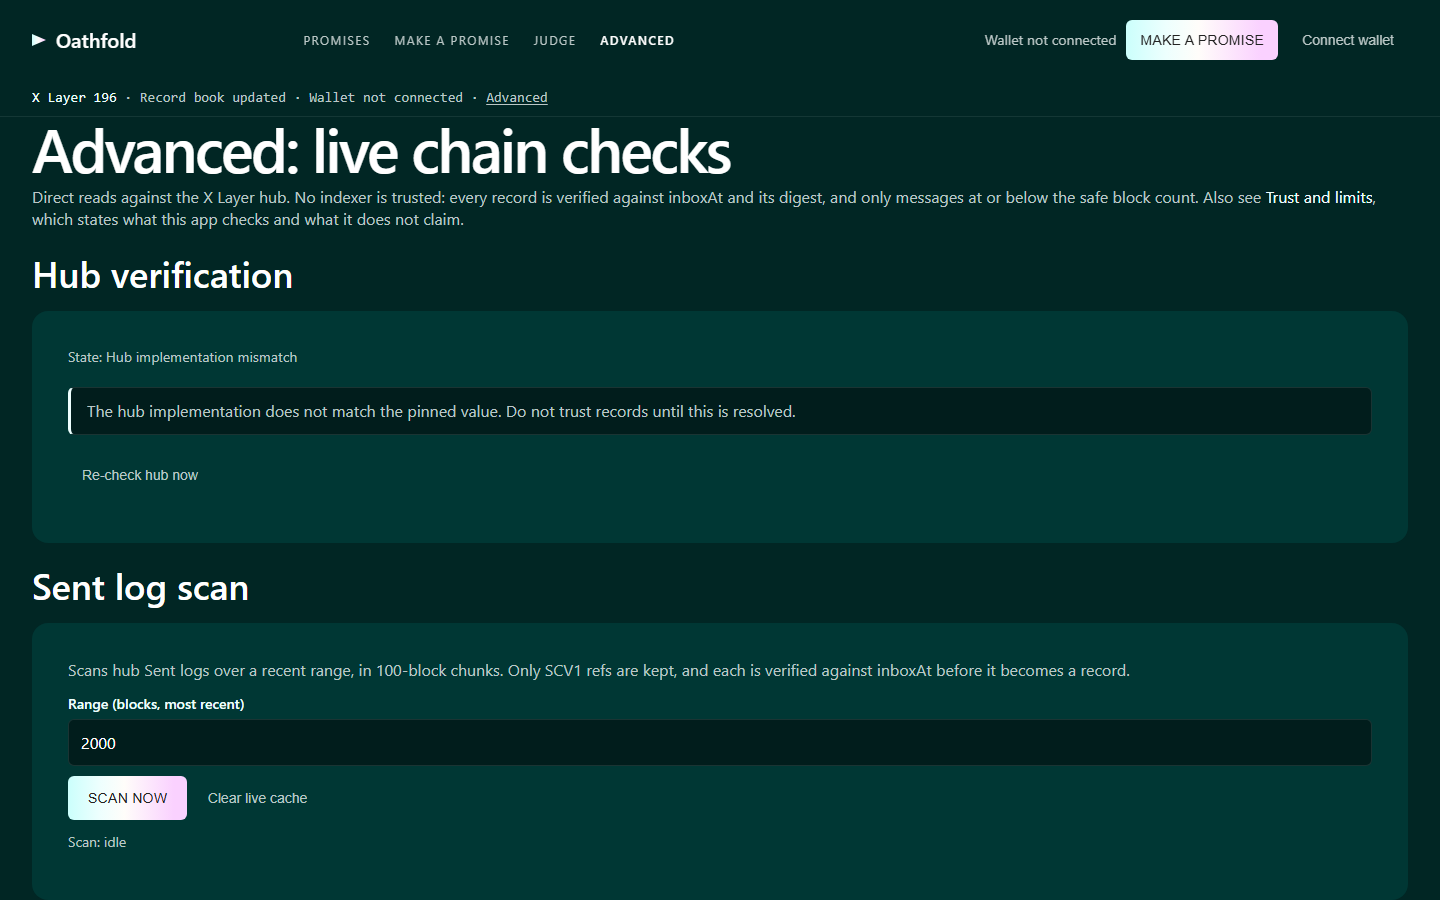 Oathfold
PROMISES MAKE A PROMISE JUDGE ADVANCED
Wallet not connected MAKE A PROMISE Connect wallet
X Layer 196 · Record book updated · Wallet not connected · Advanced
Advanced: live chain checks
Direct reads against the X Layer hub. No indexer is trusted: every record is verified against inboxAt and its digest, and only messages at or below the safe block count. Also see Trust and limits,
which states what this app checks and what it does not claim.
Hub verification
State: Hub implementation mismatch
The hub implementation does not match the pinned value. Do not trust records until this is resolved.
Re-check hub now
Sent log scan
Scans hub Sent logs over a recent range, in 100-block chunks. Only SCV1 refs are kept, and each is verified against inboxAt before it becomes a record.
Range (blocks, most recent)
2000
SCAN NOW Clear live cache
Scan: idle